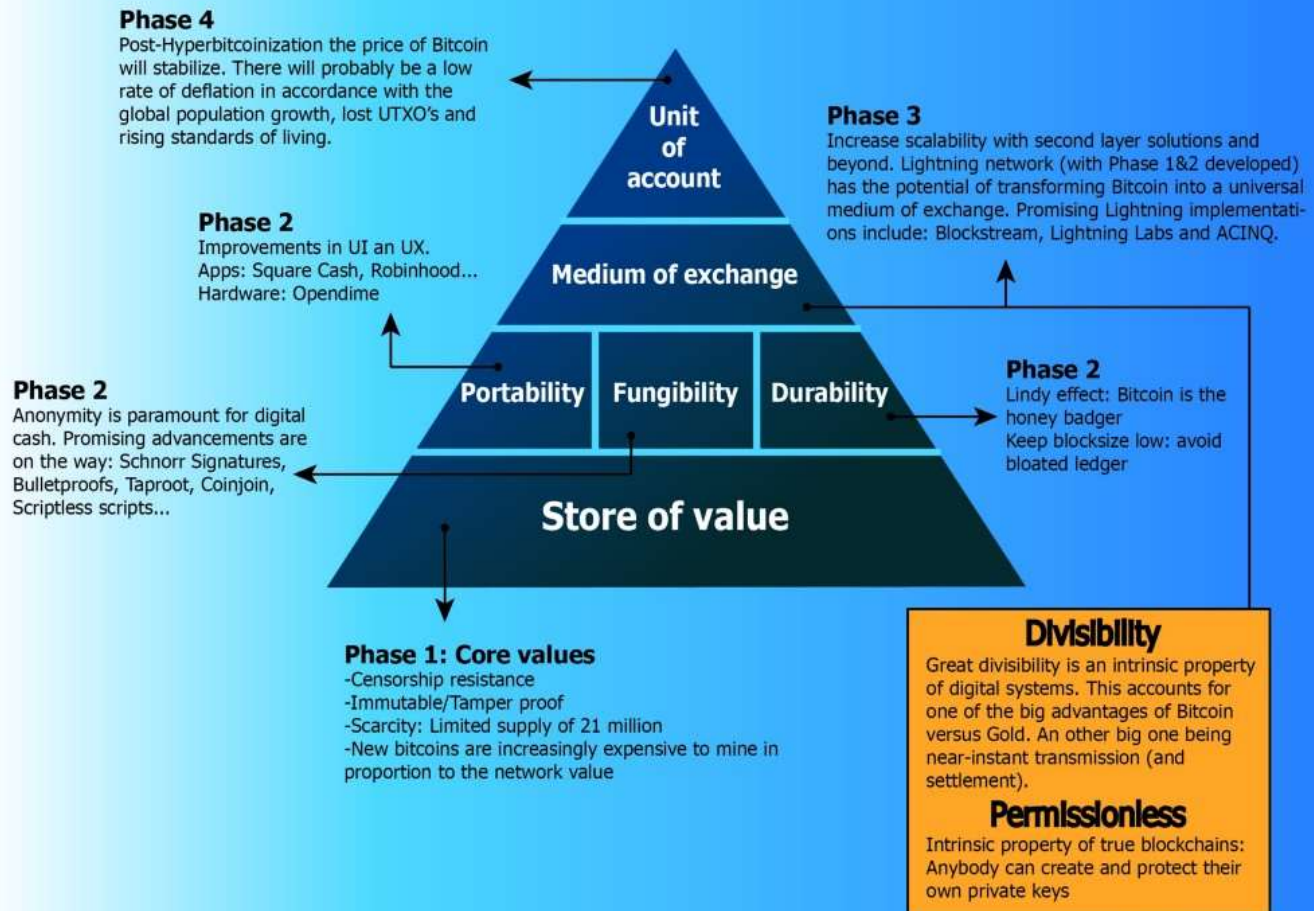 Phase 4
Post-Hyperbitcoinization the price of Bitcoin
will stabilize. There will probably be a low
rate of deflation in accordance with the
global population growth, lost UTXO's and
rising standards of living.
Unit
of
account
Phase 3
Increase scalability with second layer solutions and
beyond. Lightning network (with Phase 1&2 developed)
has the potential of transforming Bitcoin into a universal
medium of exchange. Promising Lightning implementati-
ons include: Blockstream, Lightning Labs and ACINQ.
Phase 2
Improvements in UI an UX.
Apps: Square Cash, Robinhood...
Hardware: Opendime
Medium of exchange
Phase 2
Anonymity is paramount for digital
cash. Promising advancements are
on the way: Schnorr Signatures,
Bulletproofs, Taproot, Coinjoin,
Scriptless scripts...
Portability
Fungibility
Durability
Phase 2
Lindy effect: Bitcoin is the
honey badger
Keep blocksize low: avoid
bloated ledger
Store of value
Phase 1: Core values
-Censorship resistance
-Immutable/Tamper proof
-Scarcity: Limited supply of 21 million
-New bitcoins are increasingly expensive to mine in
proportion to the network value
Divisibility
Great divisibility is an intrinsic property
of digital systems. This accounts for
one of the big advantages of Bitcoin
versus Gold. An other big one being
near-instant transmission (and
settlement).
Permissionless
Intrinsic property of true blockchains:
Anybody can create and protect their
own private keys